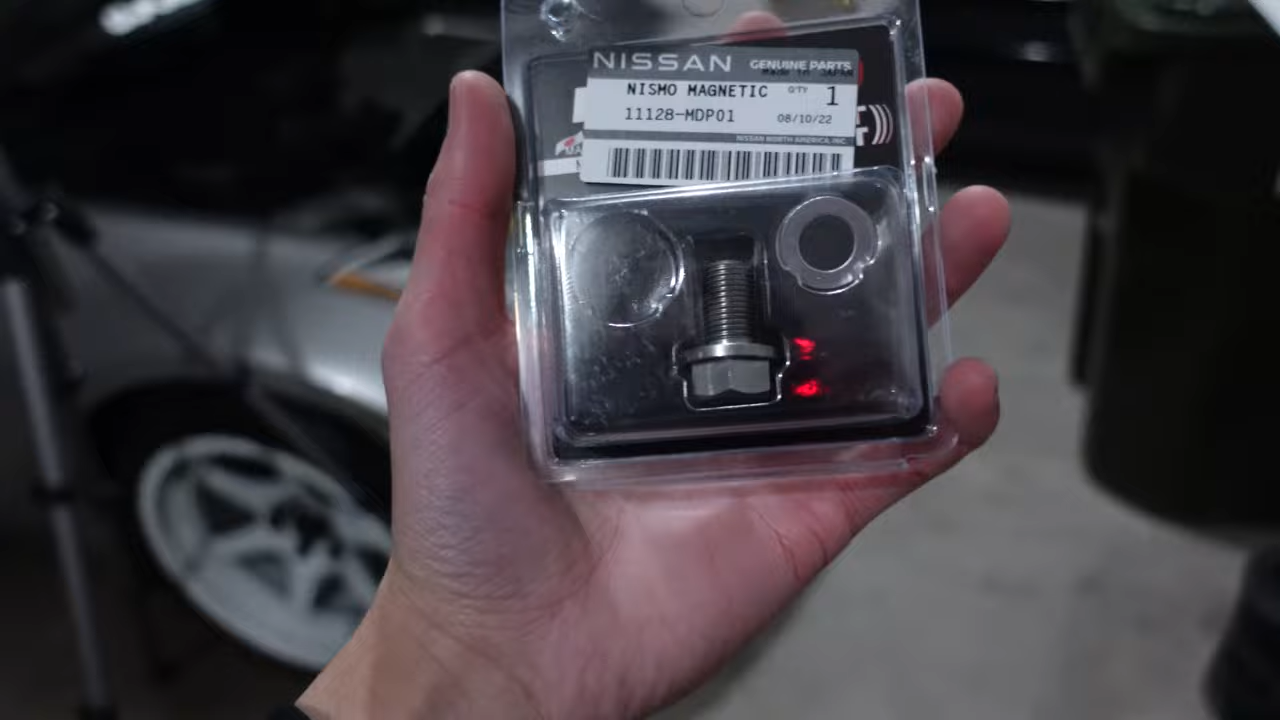 NISSAN GENUINE PARTS
Made in JAPAN
NISMO MAGNETIC QTY 1
11128-MDP01 08/10/22
NISSAN NORTH AMERICA, INC.